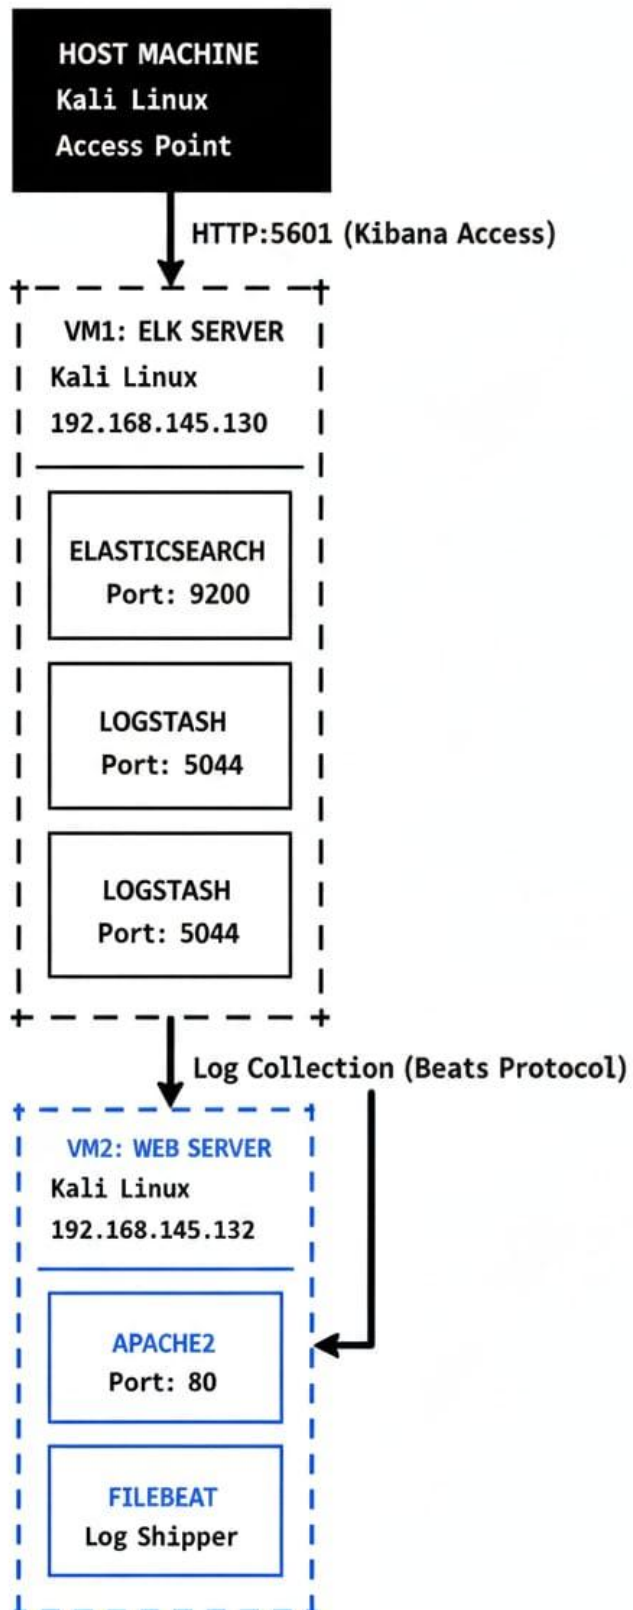 HOST MACHINE
Kali Linux
Access Point
HTTP:5601 (Kibana Access)
VM1: ELK SERVER
Kali Linux
192.168.145.130
ELASTICSEARCH
Port: 9200
LOGSTASH
Port: 5044
LOGSTASH
Port: 5044
Log Collection (Beats Protocol)
VM2: WEB SERVER
Kali Linux
192.168.145.132
APACHE2
Port: 80
FILEBEAT
Log Shipper